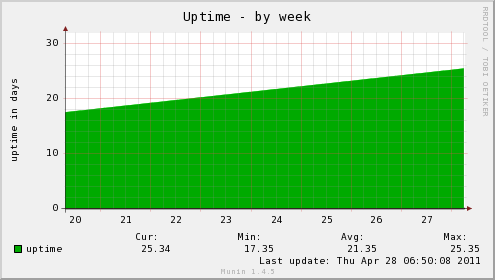 Uptime - by week
RRDTOOL / TOBI OETIKER
uptime in days
30
20
10
0
20 21 22 23 24 25 26 27
Cur: Min: Avg: Max:
uptime 25.34 17.35 21.35 25.35
Last update: Thu Apr 28 06:50:08 2011
Munin 1.4.5